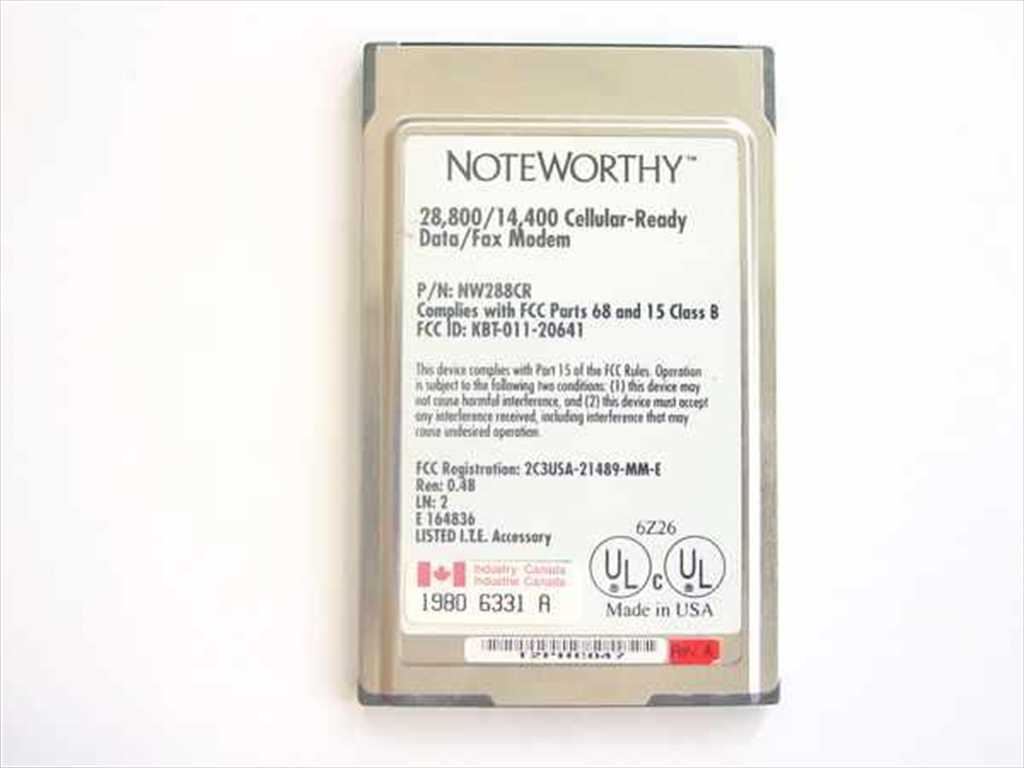 NOTEWORTHY™
28,800/14,400 Cellular-Ready
Data/Fax Modem
P/N: NW288CR
Complies with FCC Parts 68 and 15 Class B
FCC ID: KBT-011-20641
This device complies with Part 15 of the FCC Rules. Operation
is subject to the following two conditions: (1) this device may
not cause harmful interference, and (2) this device must accept
any interference received, including interference that may
cause undesired operation.
FCC Registration: 2C3USA-21489-MM-E
Ren: 0.4B
LN: 2
E 164836
LISTED I.T.E. Accessory
6Z26
UL c UL
® ®
Made in USA
Industry Canada
Industrie Canada
1980 6331 A